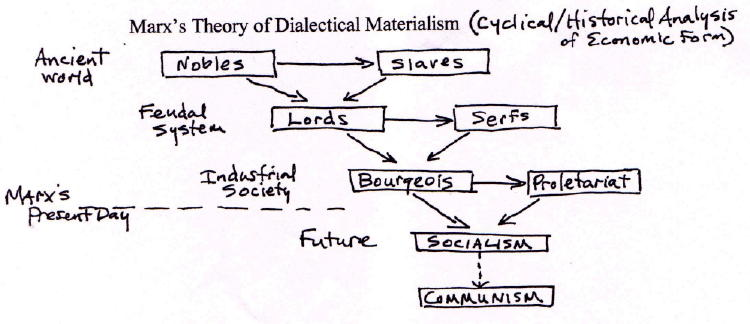 Marx's Theory of Dialectical Materialism (Cyclical/Historical Analysis
of Economic Form)
Ancient
world
Nobles
Slaves
Feudal
System
Lords
Serfs
Industrial
Society
Bourgeois
Proletariat
Marx's
Present Day
Future
SOCIALISM
COMMUNISM